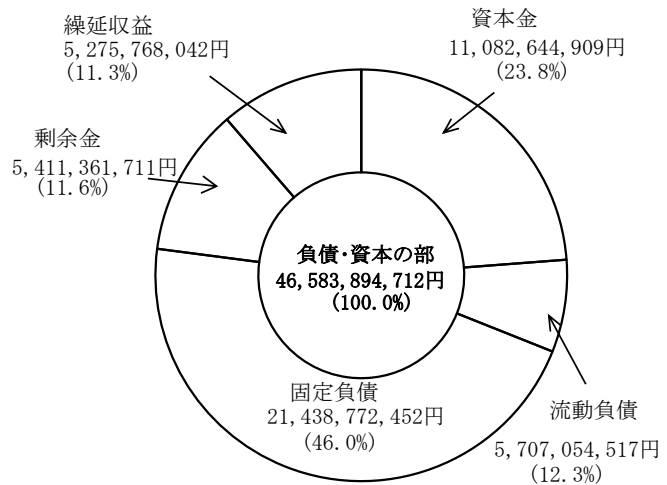 繰延収益
5,275,768,042円
(11.3%)
資本金
11,082,644,909円
(23.8%)
剰余金
5,411,361,711円
(11.6%)
負債・資本の部
46,583,894,712円
(100.0%)
固定負債
21,438,772,452円
(46.0%)
流動負債
5,707,054,517円
(12.3%)